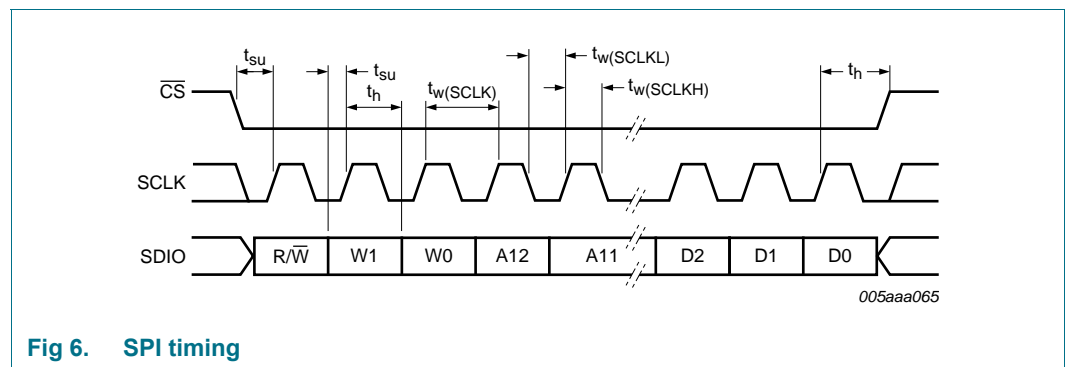 tsu
tsu
th
tw(SCLK)
tw(SCLKL)
tw(SCLKH)
th
CS
SCLK
SDIO
R/W
W1
W0
A12
A11
D2
D1
D0
005aaa065
Fig 6. SPI timing